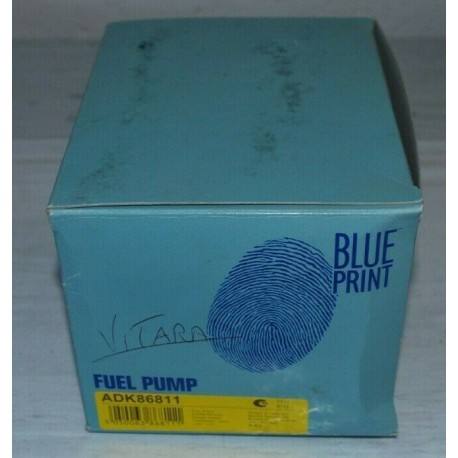 BLUE
PRINT
VITARA
FUEL PUMP
ADK86811